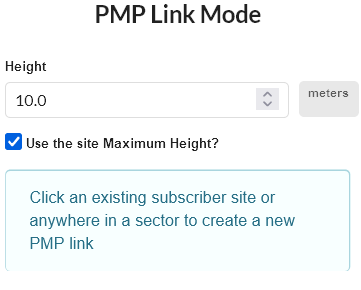 PMP Link Mode
Height
10.0
meters
Use the site Maximum Height?
Click an existing subscriber site or
anywhere in a sector to create a new
PMP link